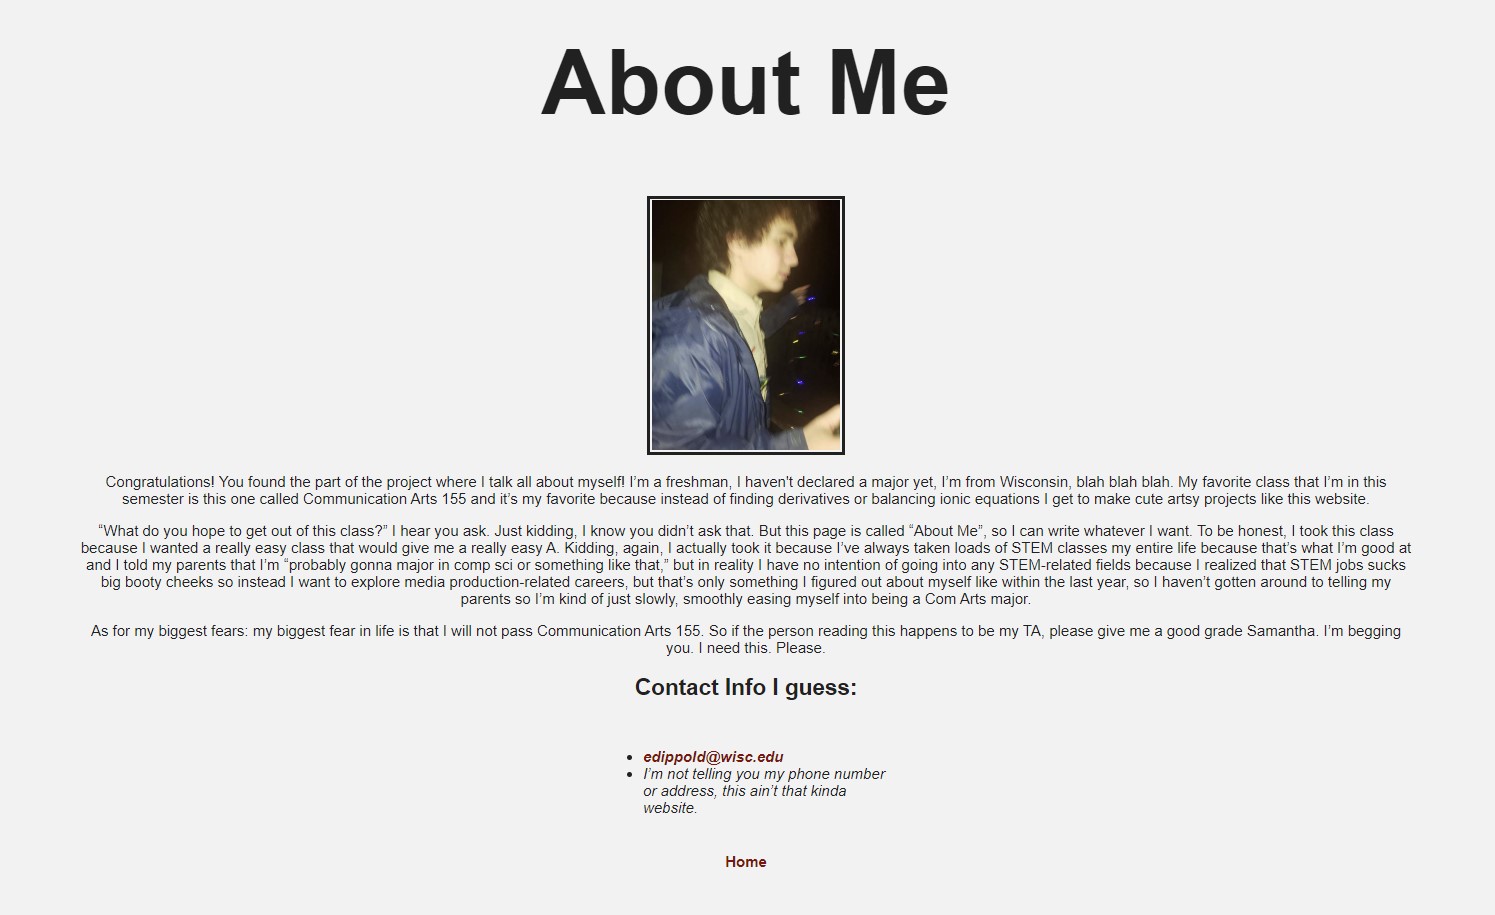 About Me
Congratulations! You found the part of the project where I talk all about myself! I’m a freshman, I haven't declared a major yet, I’m from Wisconsin, blah blah blah. My favorite class that I’m in this
semester is this one called Communication Arts 155 and it’s my favorite because instead of finding derivatives or balancing ionic equations I get to make cute artsy projects like this website.
“What do you hope to get out of this class?” I hear you ask. Just kidding, I know you didn’t ask that. But this page is called “About Me”, so I can write whatever I want. To be honest, I took this class
because I wanted a really easy class that would give me a really easy A. Kidding, again, I actually took it because I’ve always taken loads of STEM classes my entire life because that’s what I’m good at
and I told my parents that I’m “probably gonna major in comp sci or something like that,” but in reality I have no intention of going into any STEM-related fields because I realized that STEM jobs sucks
big booty cheeks so instead I want to explore media production-related careers, but that’s only something I figured out about myself like within the last year, so I haven’t gotten around to telling my
parents so I’m kind of just slowly, smoothly easing myself into being a Com Arts major.
As for my biggest fears: my biggest fear in life is that I will not pass Communication Arts 155. So if the person reading this happens to be my TA, please give me a good grade Samantha. I’m begging
you. I need this. Please.
Contact Info I guess:
edippold@wisc.edu
I’m not telling you my phone number
or address, this ain’t that kinda
website.
Home